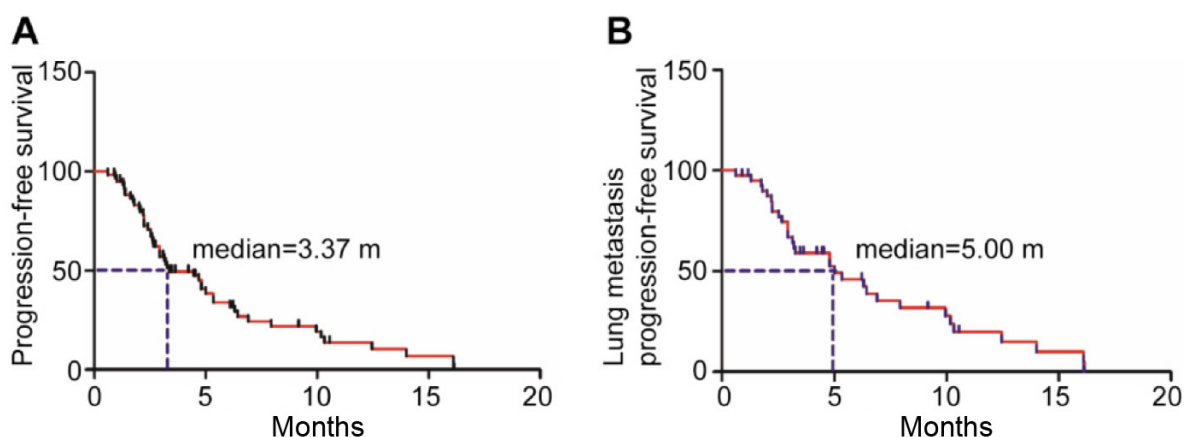 A
Progression-free survival
150
100
50
0
median=3.37 m
0 5 10 15 20
Months
B
Lung metastasis
progression-free survival
150
100
50
0
median=5.00 m
0 5 10 15 20
Months